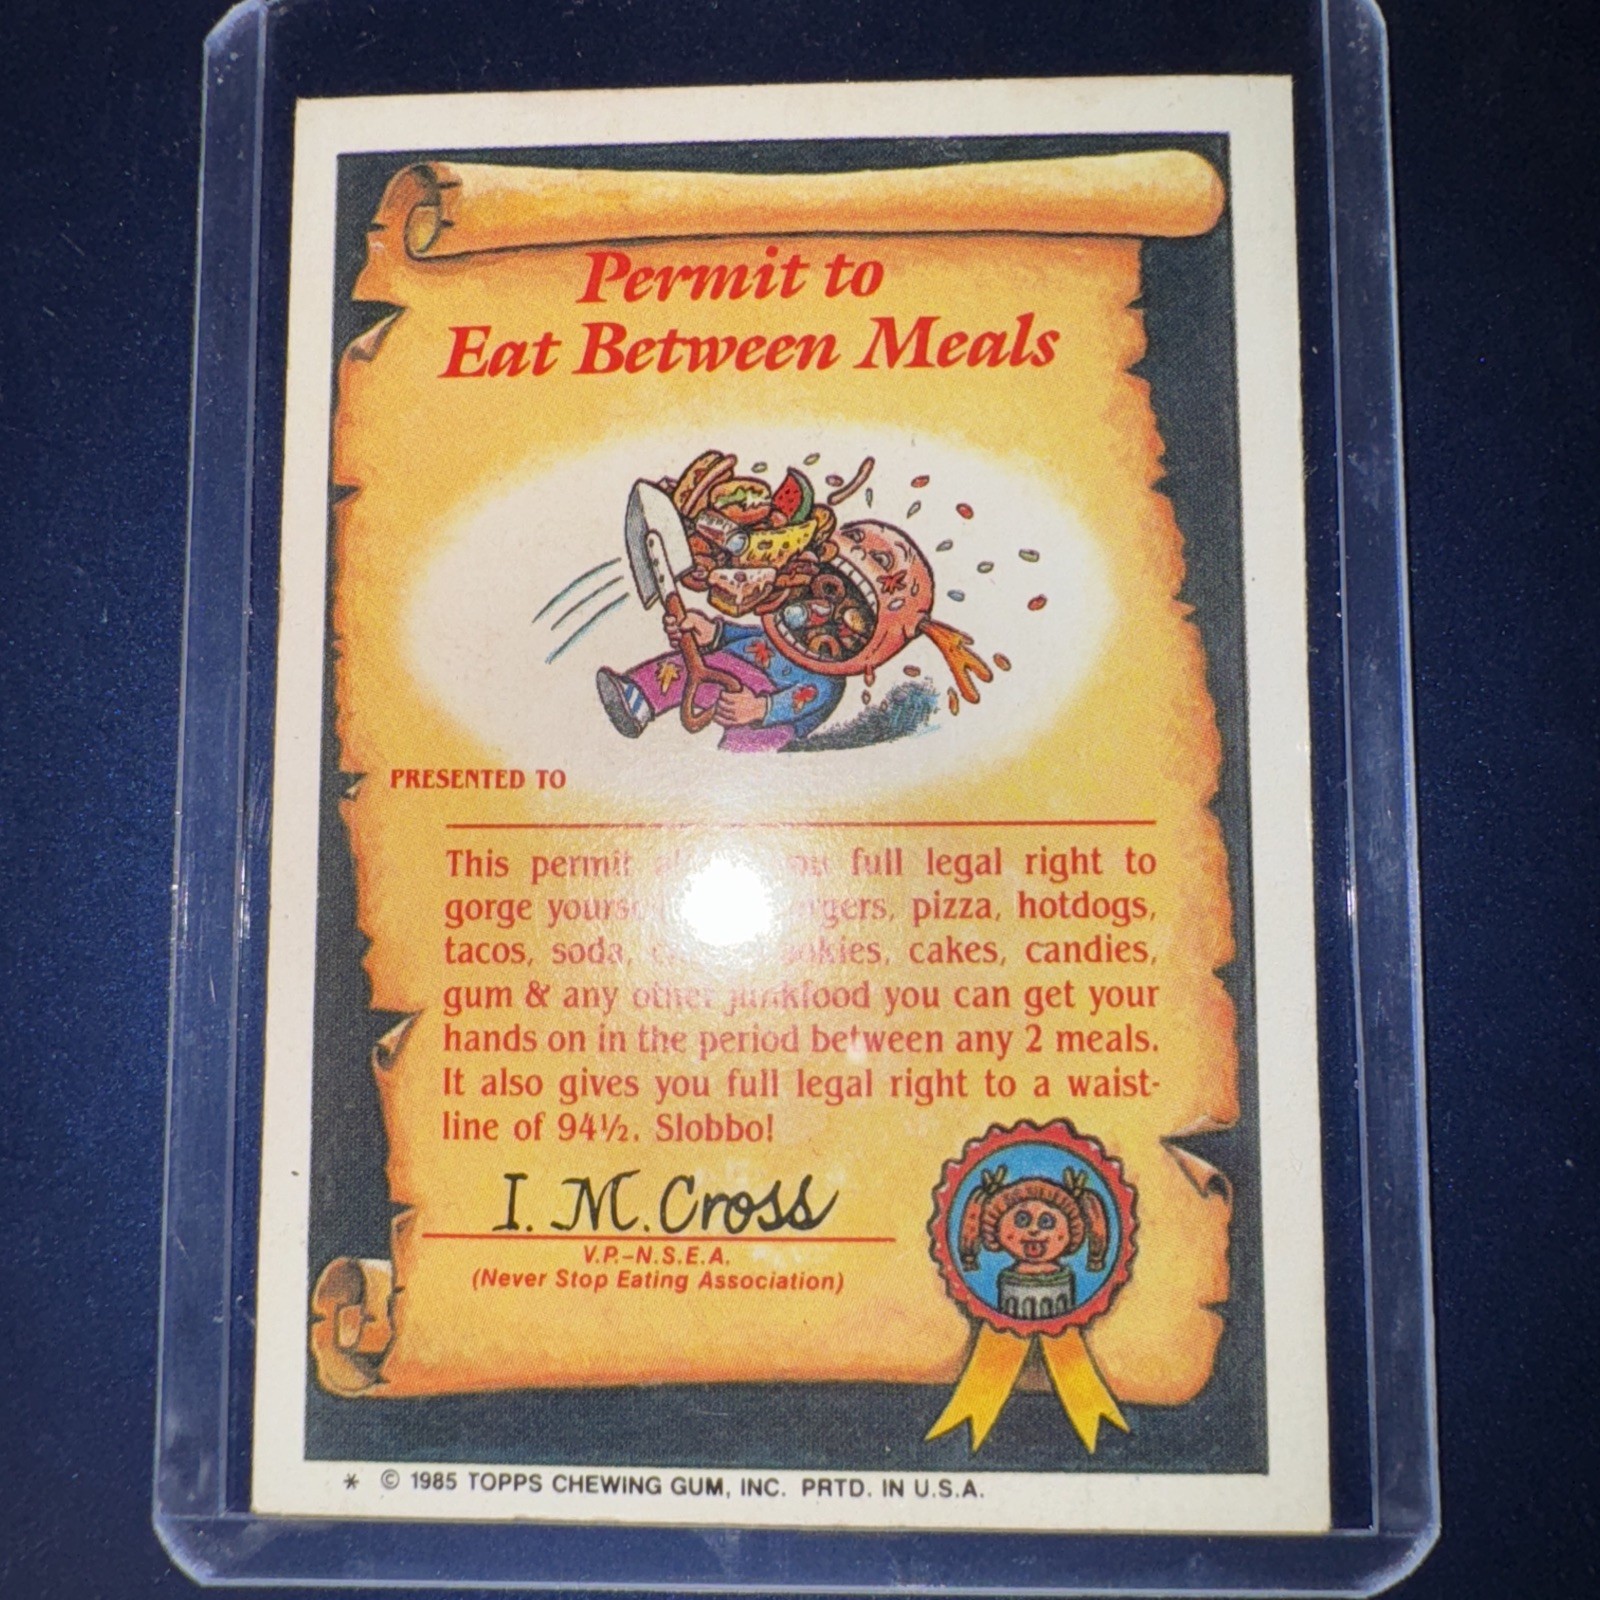 Permit to
Eat Between Meals
PRESENTED TO
This permit full legal right to
gorge pizza, hotdogs,
tacos, soda, cakes, candies,
gum & any other junkfood you can get your
hands on in the period between any 2 meals.
It also gives you full legal right to a waist-
line of 94½. Slobbo!
I. M. Cross
V.P.–N.S.E.A.
(Never Stop Eating Association)
* © 1985 TOPPS CHEWING GUM, INC. PRTD. IN U.S.A.